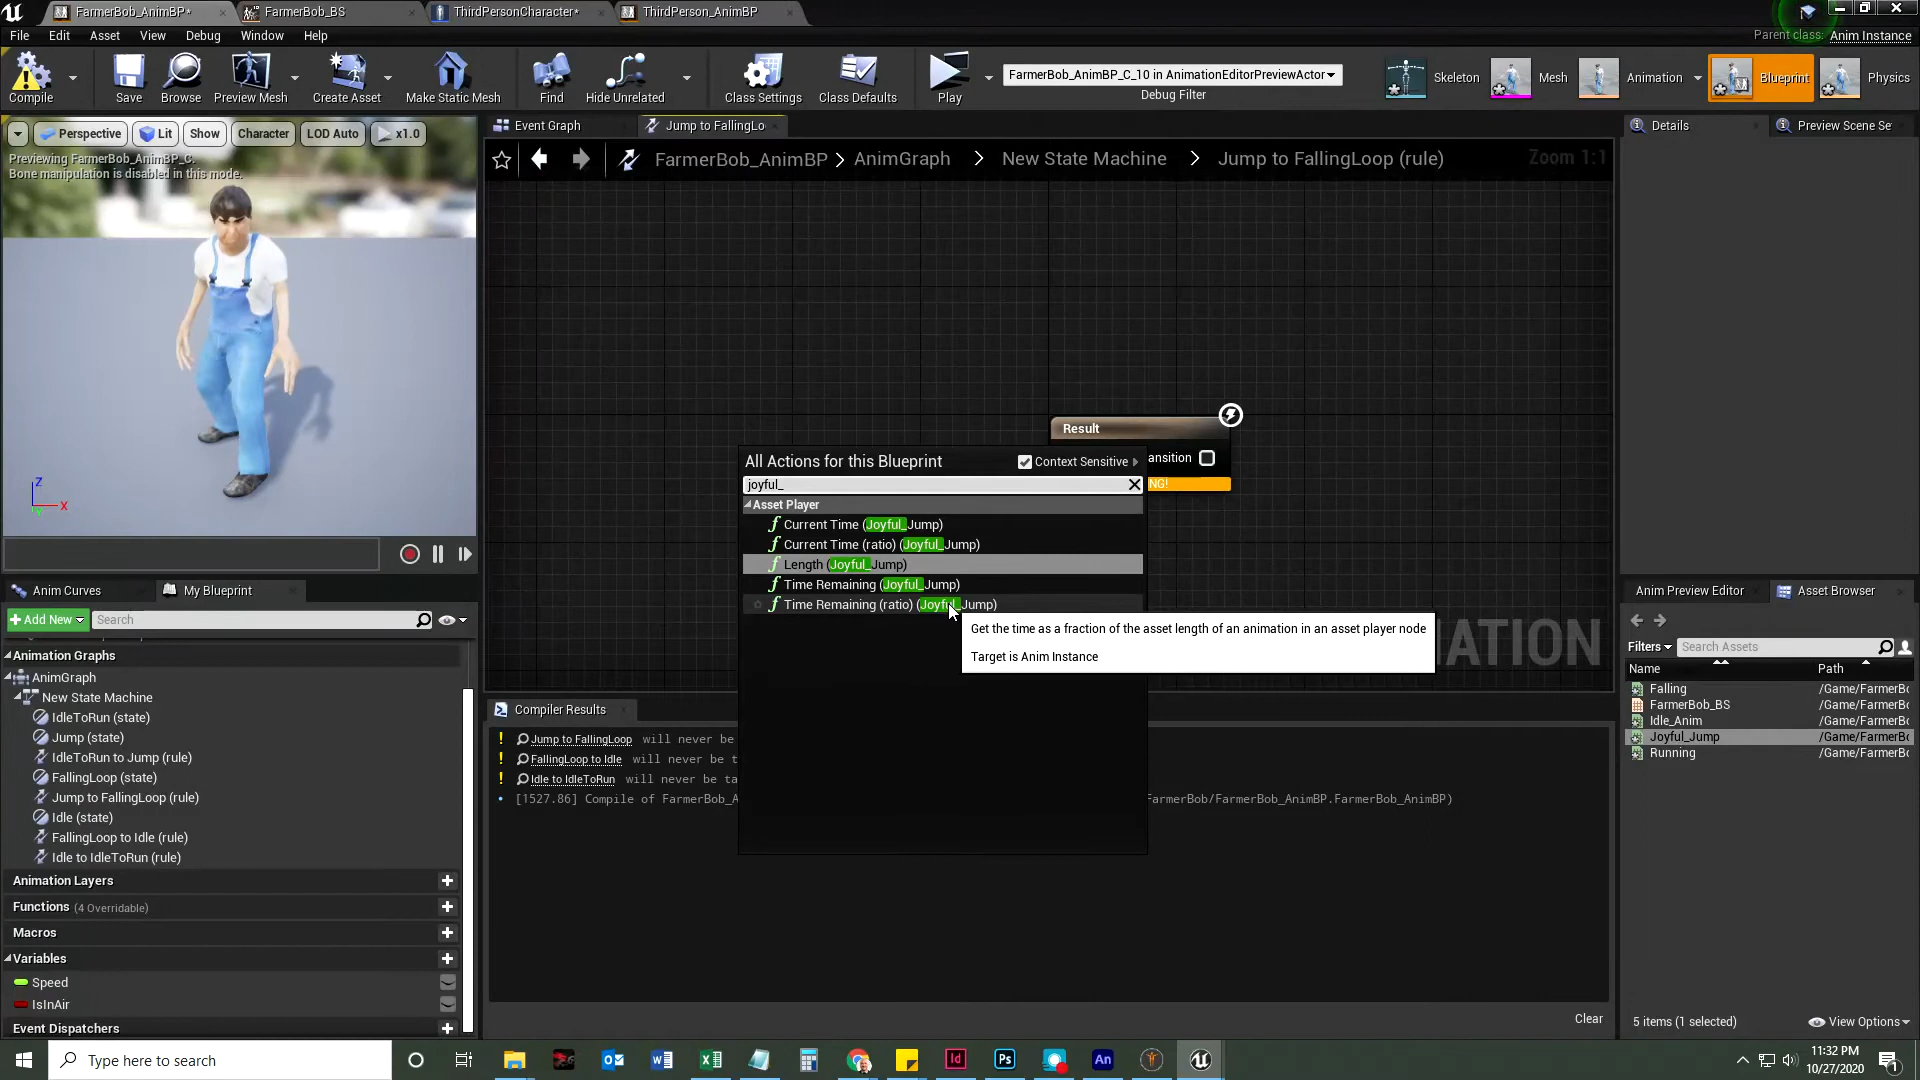 FarmerBob_AnimBP*
FarmerBob_BS
ThirdPersonCharacter*
ThirdPerson_AnimBP
File Edit Asset View Debug Window Help
Parent class: Anim Instance
Compile
Save
Browse
Preview Mesh
Create Asset
Make Static Mesh
Find
Hide Unrelated
Class Settings
Class Defaults
Play
FarmerBob_AnimBP_C_10 in AnimationEditorPreviewActor
Debug Filter
Skeleton
Mesh
Animation
Blueprint
Physics
Perspective Lit Show Character LOD Auto x1.0
Previewing FarmerBob_AnimBP_C.
Bone manipulation is disabled in this mode.
Z
X
Event Graph
Jump to FallingLo
FarmerBob_AnimBP > AnimGraph > New State Machine > Jump to FallingLoop (rule)
Zoom 1:1
Result
ansition
NG!
All Actions for this Blueprint
Context Sensitive
joyful_
Asset Player
Current Time (Joyful_Jump)
Current Time (ratio) (Joyful_Jump)
Length (Joyful_Jump)
Time Remaining (Joyful_Jump)
Time Remaining (ratio) (Joyful_Jump)
Get the time as a fraction of the asset length of an animation in an asset player node
Target is Anim Instance
MATION
Anim Curves
My Blueprint
Add New
Search
Animation Graphs
AnimGraph
New State Machine
IdleToRun (state)
Jump (state)
IdleToRun to Jump (rule)
FallingLoop (state)
Jump to FallingLoop (rule)
Idle (state)
FallingLoop to Idle (rule)
Idle to IdleToRun (rule)
Animation Layers
Functions (4 Overridable)
Macros
Variables
Speed
IsInAir
Event Dispatchers
Compiler Results
Jump to FallingLoop will never be
FallingLoop to Idle will never be t
Idle to IdleToRun will never be ta
[1527.86] Compile of FarmerBob_A
FarmerBob/FarmerBob_AnimBP.FarmerBob_AnimBP)
Clear
Details
Preview Scene Se
Anim Preview Editor
Asset Browser
Filters
Search Assets
Name Path
Falling /Game/FarmerBo
FarmerBob_BS /Game/FarmerBo
Idle_Anim /Game/FarmerBo
Joyful_Jump /Game/FarmerBo
Running /Game/FarmerBo
5 items (1 selected)
View Options
Type here to search
11:32 PM
10/27/2020